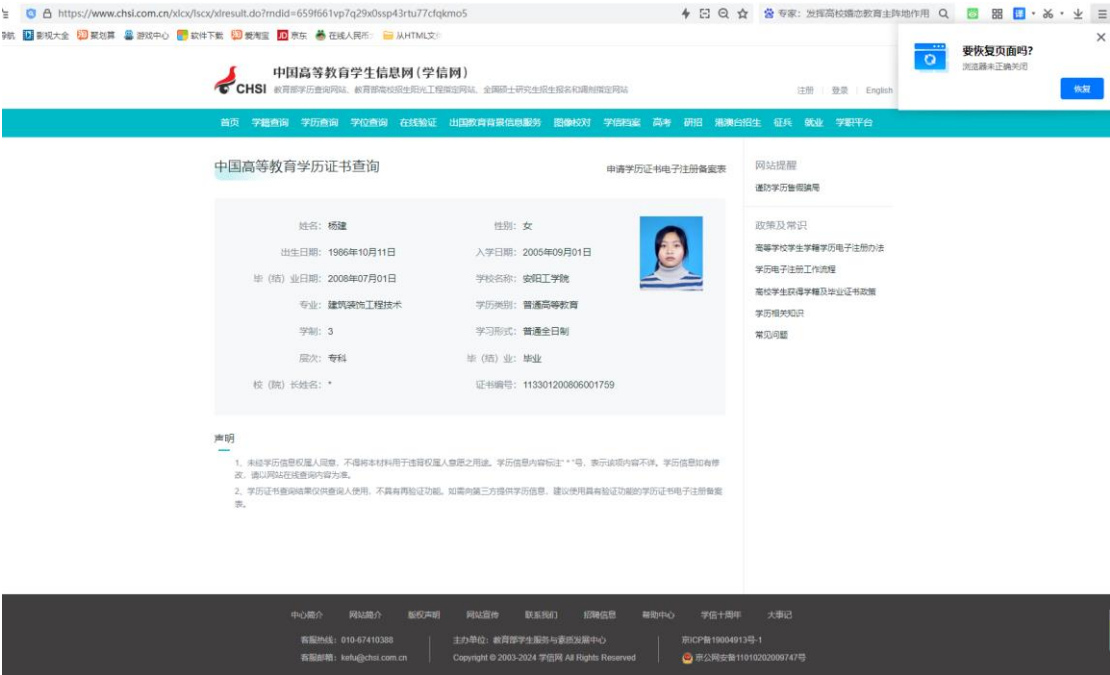 https://www.chsi.com.cn/xlcx/lscx/xlresult.do?rndid=659f661vp7q29x0ssp43rtu77cfqkmo5
专家：发挥高校婚恋教育主阵地作用
导航 影视大全 聚划算 游戏中心 软件下载 爱淘宝 京东 在线人民币: 从HTML文
要恢复页面吗?
浏览器未正确关闭
恢复
中国高等教育学生信息网(学信网)
CHSI 教育部学历查询网站、教育部高校招生阳光工程指定网站、全国硕士研究生招生报名和调剂指定网站
注册 登录 English
首页 学籍查询 学历查询 学位查询 在线验证 出国教育背景信息服务 图像校对 学信档案 高考 研招 港澳台招生 征兵 就业 学职平台
中国高等教育学历证书查询
申请学历证书电子注册备案表
姓名: 杨建 性别: 女
出生日期: 1986年10月11日 入学日期: 2005年09月01日
毕（结）业日期: 2008年07月01日 学校名称: 安阳工学院
专业: 建筑装饰工程技术 学历类别: 普通高等教育
学制: 3 学习形式: 普通全日制
层次: 专科 毕（结）业: 毕业
校（院）长姓名: * 证书编号: 113301200806001759
声明
1、未经学历信息权属人同意，不得将本材料用于违背权属人意愿之用途。学历信息内容标注“*”号，表示该项内容不详。学历信息如有修
改，请以网站在线查询内容为准。
2、学历证书查询结果仅供查询人使用，不具有再验证功能。如需向第三方提供学历信息，建议使用具有验证功能的学历证书电子注册备案
表。
网站提醒
谨防学历售假骗局
政策及常识
高等学校学生学籍学历电子注册办法
学历电子注册工作流程
高校学生获得学籍及毕业证书政策
学历相关知识
常见问题
中心简介 网站简介 版权声明 网站宣传 联系我们 招聘信息 帮助中心 学信十周年 大事记
客服热线：010-67410388 主办单位：教育部学生服务与素质发展中心 京ICP备19004913号-1
客服邮箱：kefu@chsi.com.cn Copyright © 2003-2024 学信网 All Rights Reserved 京公网安备11010202009747号